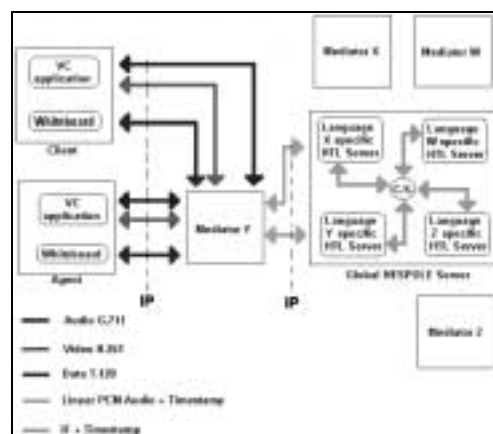 Mediator X
Mediator W
VC
application
Whiteboard
Client
VC
application
Whiteboard
Agent
Mediator Y
Language
X specific
HTL Server
Language
W specific
HTL Server
Language
Y specific
HTL Server
Language
Z specific
HTL Server
Global NESPOLE Server
IP
IP
Mediator Z
Audio G.711
Video H.261
Data T.120
Linear PCM Audio + Timestamp
IF + Timestamp